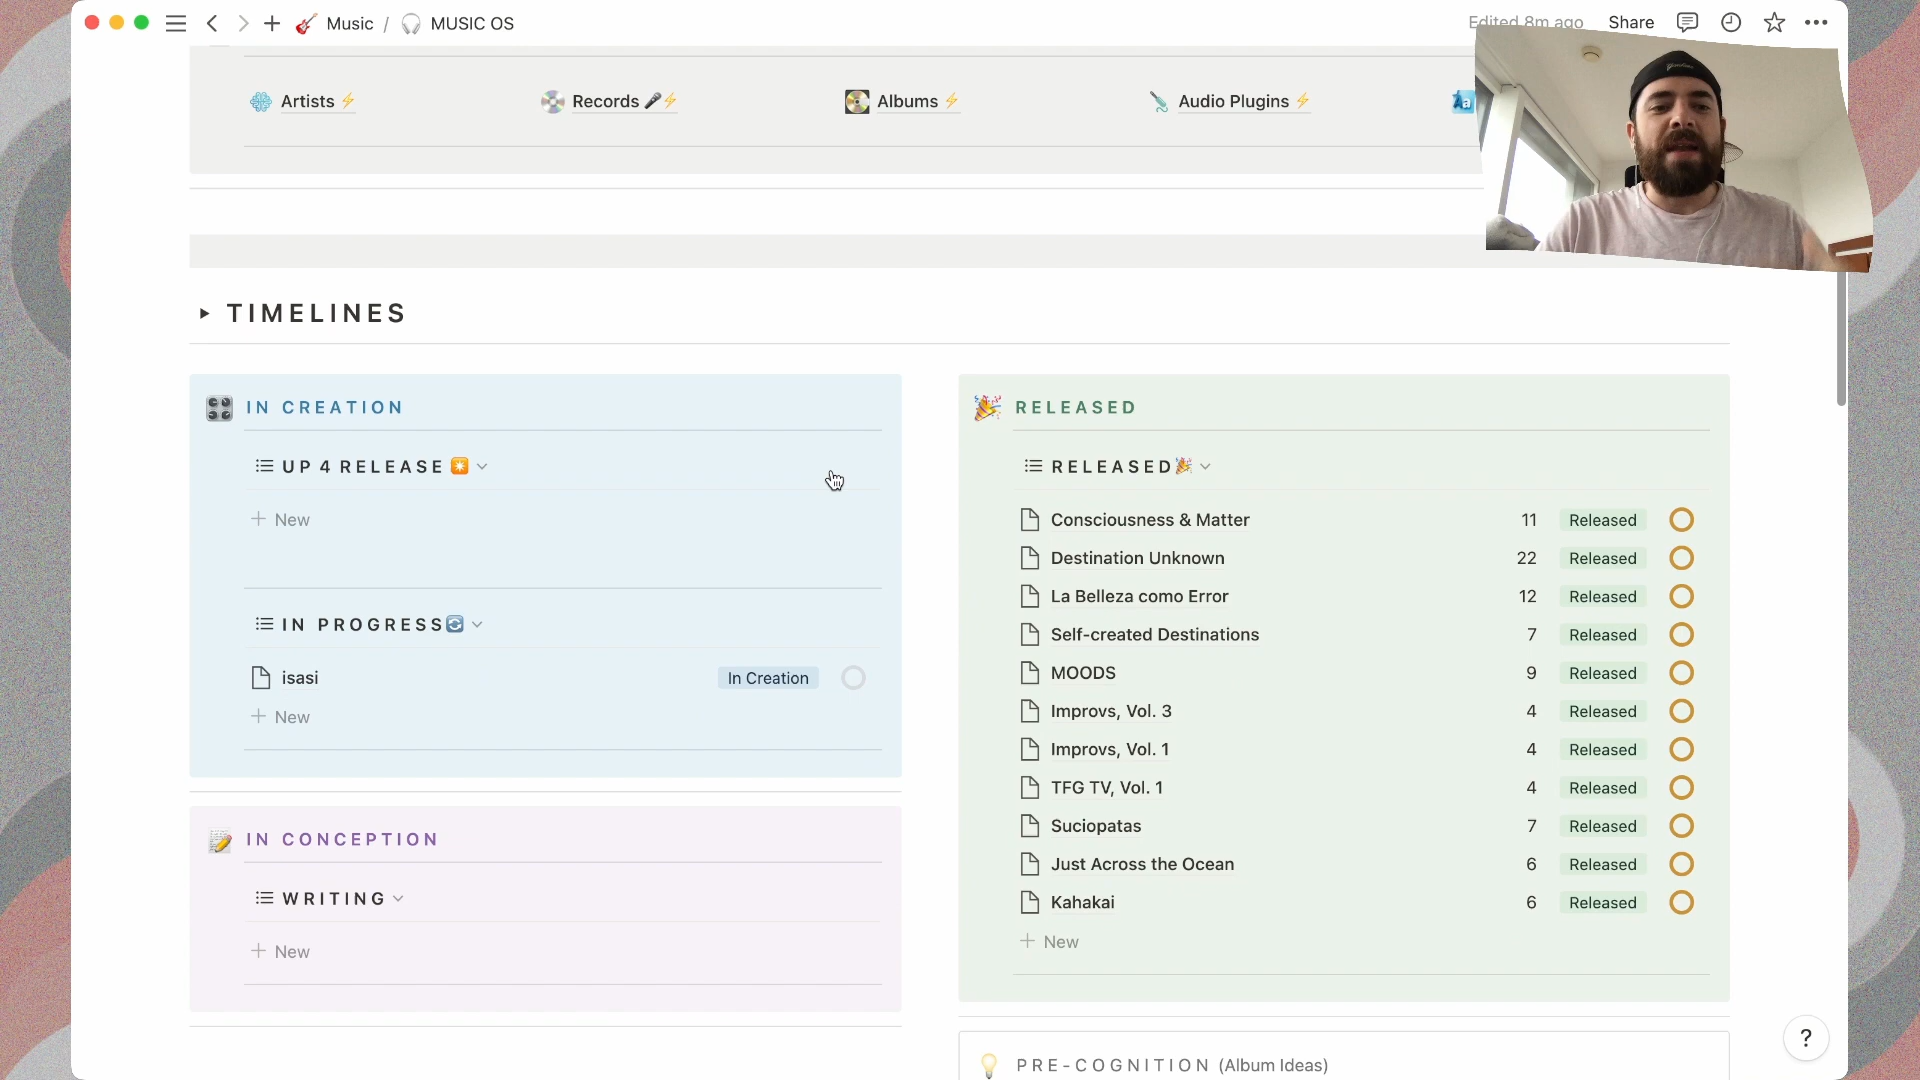 Music / MUSIC OS
Edited 8m ago Share
Artists
Records
Albums
Audio Plugins
Aa
TIMELINES
IN CREATION
UP 4 RELEASE
New
IN PROGRESS
isasi In Creation
New
IN CONCEPTION
WRITING
New
RELEASED
RELEASED
Consciousness & Matter 11 Released
Destination Unknown 22 Released
La Belleza como Error 12 Released
Self-created Destinations 7 Released
MOODS 9 Released
Improvs, Vol. 3 4 Released
Improvs, Vol. 1 4 Released
TFG TV, Vol. 1 4 Released
Suciopatas 7 Released
Just Across the Ocean 6 Released
Kahakai 6 Released
New
PRE-COGNITION (Album Ideas)
?